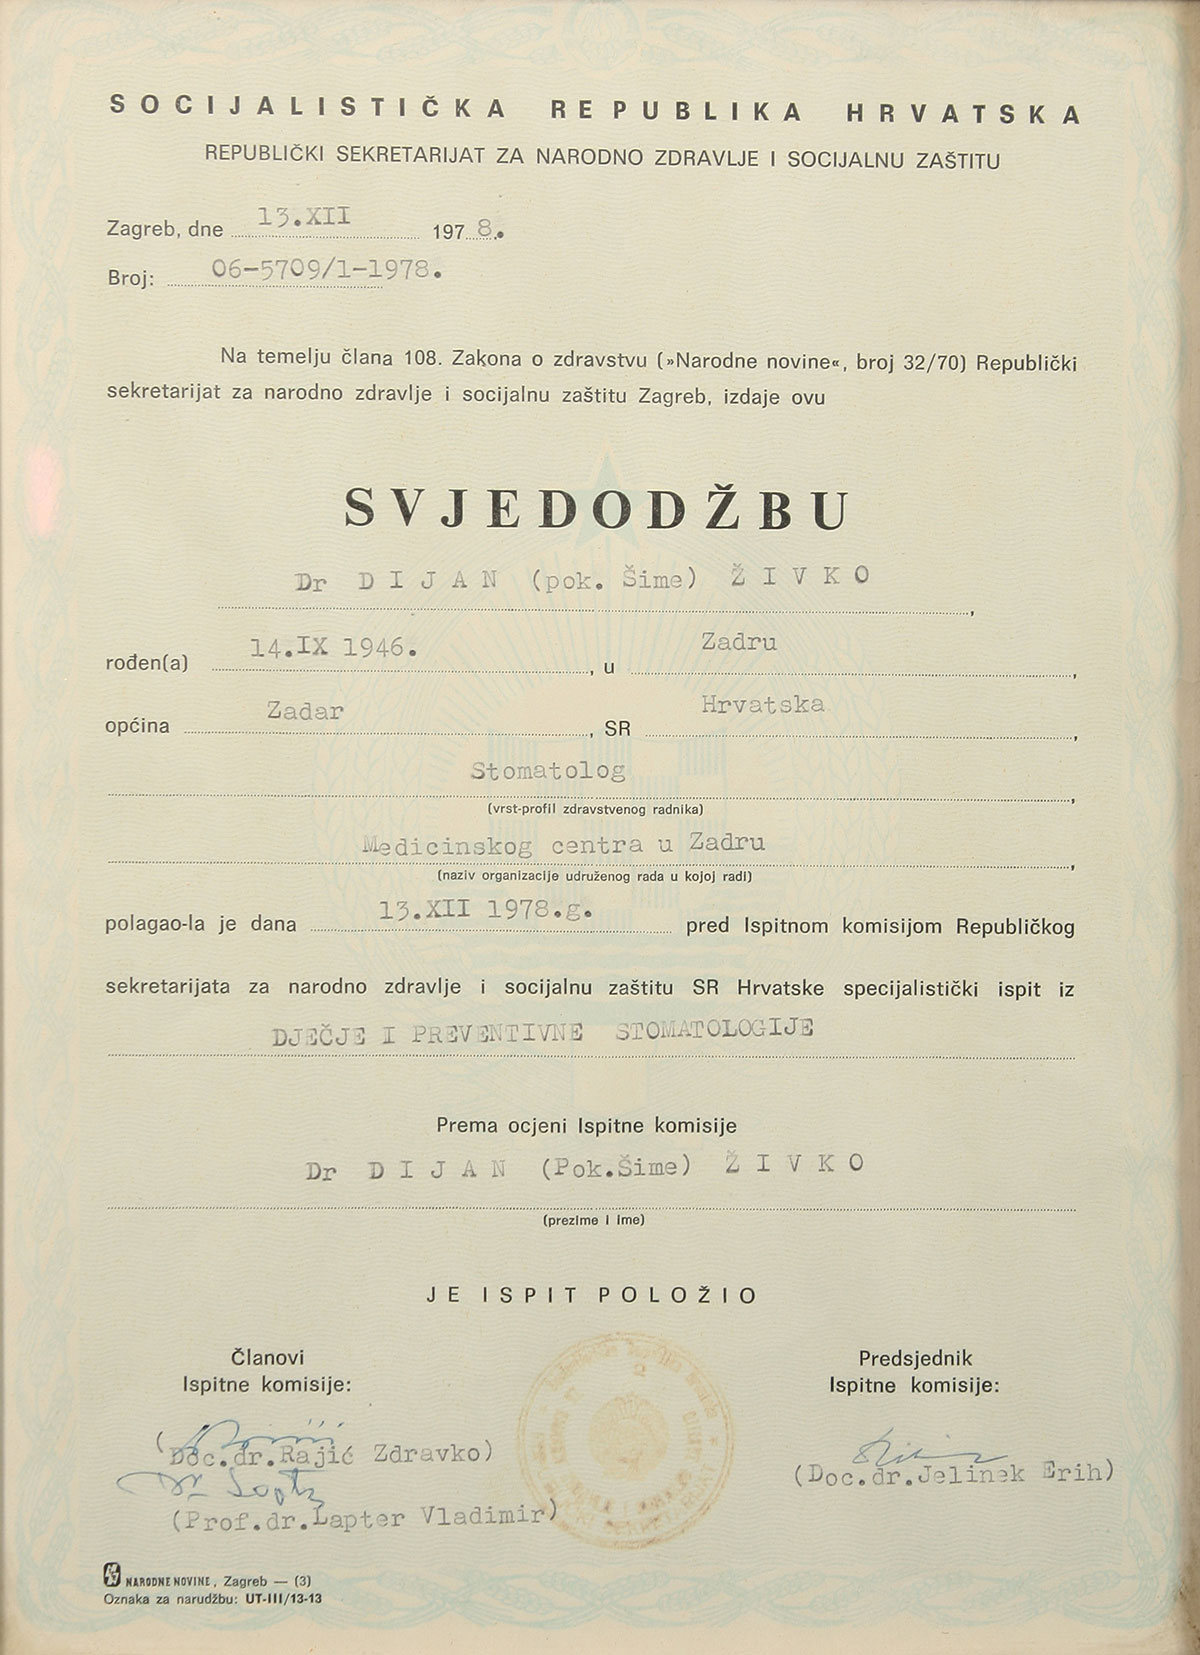 SOCIJALISTIČKA REPUBLIKA HRVATSKA
REPUBLIČKI SEKRETARIJAT ZA NARODNO ZDRAVLJE I SOCIJALNU ZAŠTITU
Zagreb, dne 13.XII 1978.
Broj: 06-5709/1-1978.
Na temelju člana 108. Zakona o zdravstvu (»Narodne novine«, broj 32/70) Republički
sekretarijat za narodno zdravlje i socijalnu zaštitu Zagreb, izdaje ovu
SVJEDODŽBU
Dr DIJAN (pok. Šime) ŽIVKO,
rođen(a) 14.IX 1946., u Zadru,
općina Zadar, SR Hrvatska,
Stomatolog,
(vrst-profil zdravstvenog radnika)
Medicinskog centra u Zadru,
(naziv organizacije udruženog rada u kojoj radi)
polagao-la je dana 13.XII 1978.g. pred Ispitnom komisijom Republičkog
sekretarijata za narodno zdravlje i socijalnu zaštitu SR Hrvatske specijalistički ispit iz
DJEČJE I PREVENTIVNE STOMATOLOGIJE
Prema ocjeni Ispitne komisije
Dr DIJAN (Pok.Šime) ŽIVKO
(prezime i ime)
JE ISPIT POLOŽIO
Članovi
Ispitne komisije:
(Doc.dr.Rajić Zdravko)
(Prof.dr.Lapter Vladimir)
Predsjednik
Ispitne komisije:
(Doc.dr.Jelinek Erih)
NARODNE NOVINE, Zagreb — (3)
Oznaka za narudžbu: UT-III/13-13